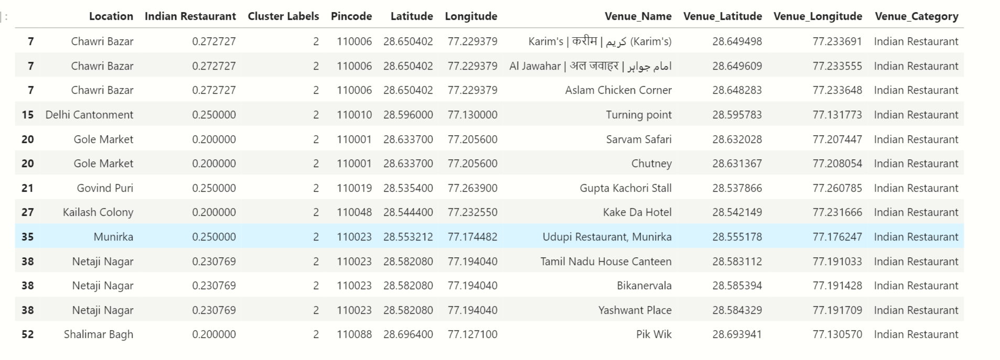 ]:
Location Indian Restaurant Cluster Labels Pincode Latitude Longitude Venue_Name Venue_Latitude Venue_Longitude Venue_Category
7 Chawri Bazar 0.272727 2 110006 28.650402 77.229379 Karim's | करीम | کریم (Karim's) 28.649498 77.233691 Indian Restaurant
7 Chawri Bazar 0.272727 2 110006 28.650402 77.229379 Al Jawahar | अल जवाहर | امام جواہر 28.649609 77.233555 Indian Restaurant
7 Chawri Bazar 0.272727 2 110006 28.650402 77.229379 Aslam Chicken Corner 28.648283 77.233648 Indian Restaurant
15 Delhi Cantonment 0.250000 2 110010 28.596000 77.130000 Turning point 28.595783 77.131773 Indian Restaurant
20 Gole Market 0.200000 2 110001 28.633700 77.205600 Sarvam Safari 28.632028 77.207447 Indian Restaurant
20 Gole Market 0.200000 2 110001 28.633700 77.205600 Chutney 28.631367 77.208054 Indian Restaurant
21 Govind Puri 0.250000 2 110019 28.535400 77.263900 Gupta Kachori Stall 28.537866 77.260785 Indian Restaurant
27 Kailash Colony 0.200000 2 110048 28.544400 77.232550 Kake Da Hotel 28.542149 77.231666 Indian Restaurant
35 Munirka 0.250000 2 110023 28.553212 77.174482 Udupi Restaurant, Munirka 28.555178 77.176247 Indian Restaurant
38 Netaji Nagar 0.230769 2 110023 28.582080 77.194040 Tamil Nadu House Canteen 28.583112 77.191033 Indian Restaurant
38 Netaji Nagar 0.230769 2 110023 28.582080 77.194040 Bikanervala 28.585394 77.191428 Indian Restaurant
38 Netaji Nagar 0.230769 2 110023 28.582080 77.194040 Yashwant Place 28.584329 77.191709 Indian Restaurant
52 Shalimar Bagh 0.200000 2 110088 28.696400 77.127100 Pik Wik 28.693941 77.130570 Indian Restaurant